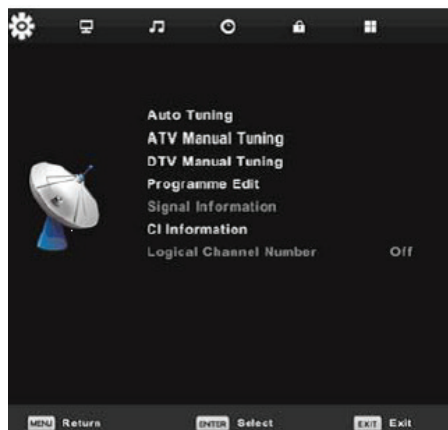 Auto Tuning
ATV Manual Tuning
DTV Manual Tuning
Programme Edit
Signal Information
CI Information
Logical Channel Number Off
MENU Return ENTER Select EXIT Exit